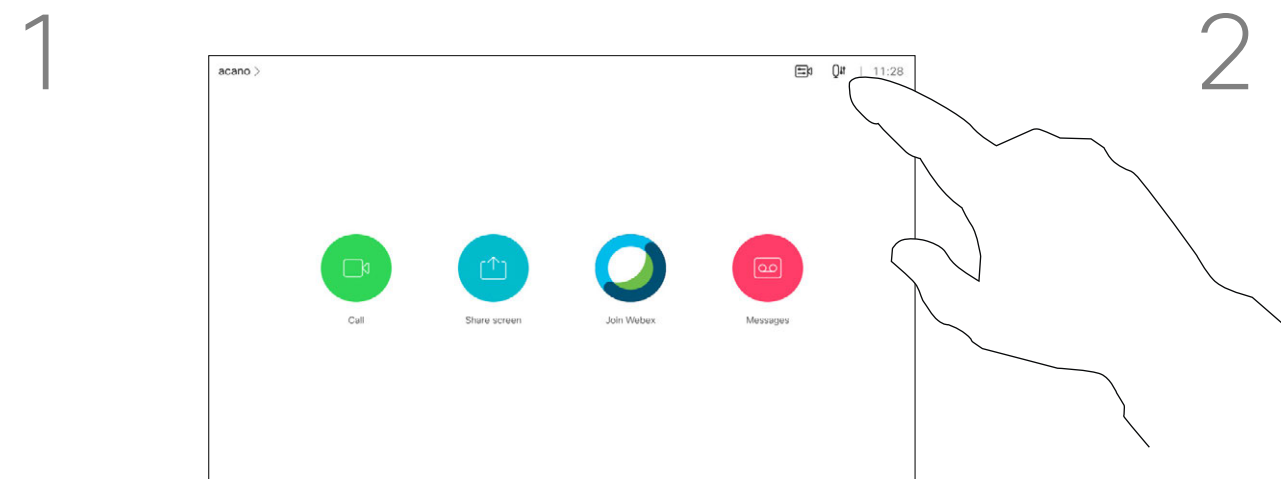 1
2
acano >
11:28
Call
Share screen
Join Webex
Messages